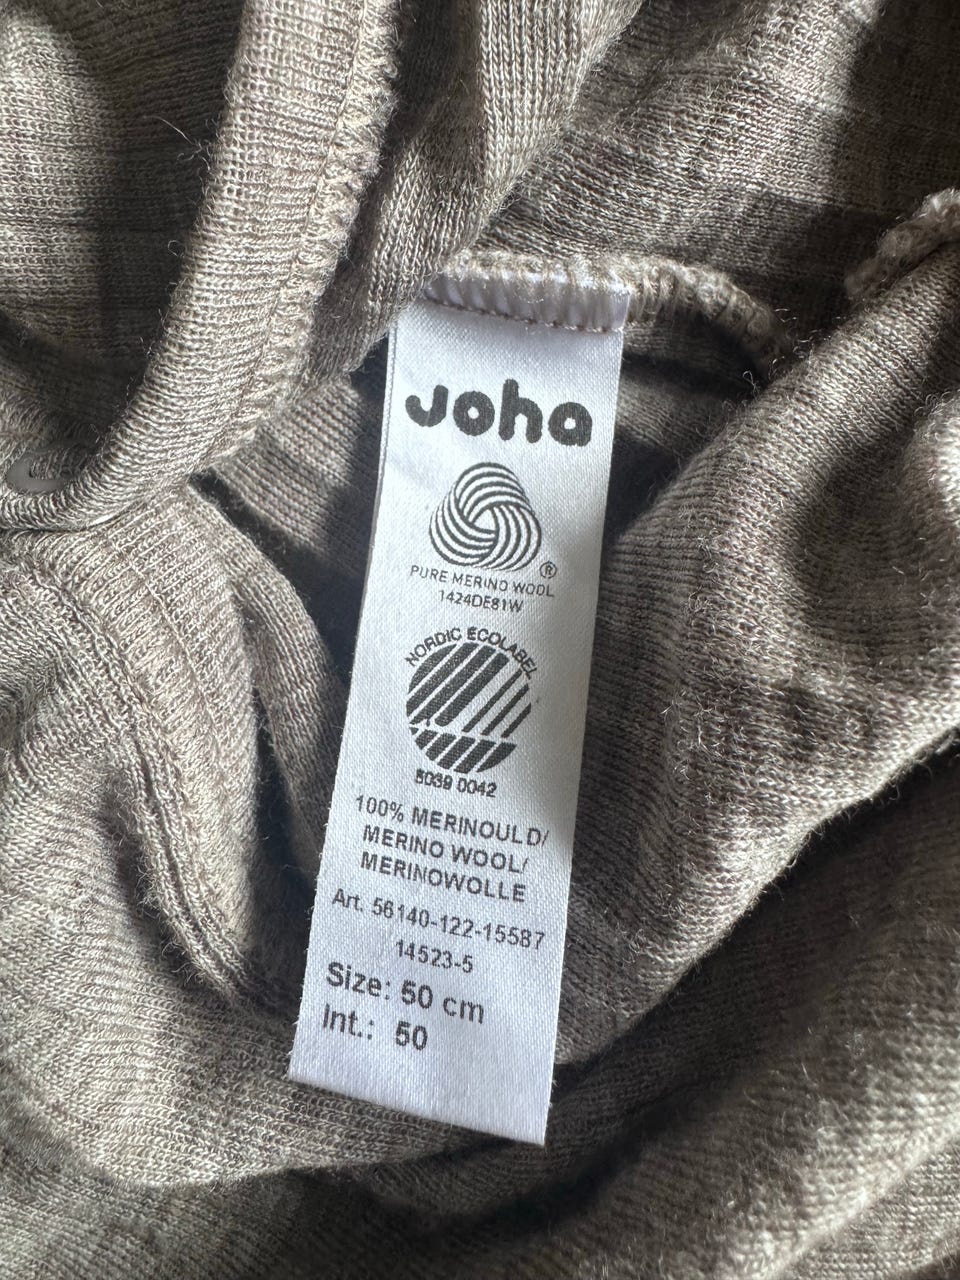 Joha
®
PURE MERINO WOOL
1424DE81W
NORDIC ECOLABEL
5039 0042
100% MERINOULD/
MERINO WOOL/
MERINOWOLLE
Art. 56140-122-15587
14523-5
Size: 50 cm
Int.: 50